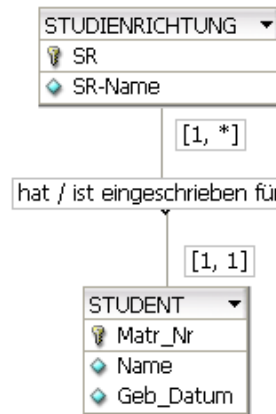 STUDIENRICHTUNG
SR
SR-Name
[1, *]
hat / ist eingeschrieben für
[1, 1]
STUDENT
Matr_Nr
Name
Geb_Datum